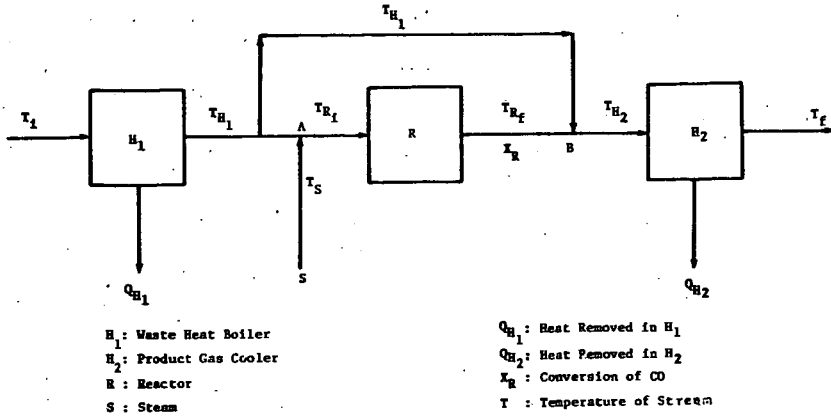 T_H1
T_i
T_H1
A
T_Ri
T_Rf
T_H2
T_f
H_1
R
X_R
B
H_2
T_S
Q_H1
S
Q_H2
H_1: Waste Heat Boiler
H_2: Product Gas Cooler
R : Reactor
S : Steam
Q_H1: Heat Removed in H_1
Q_H2: Heat Removed in H_2
X_R : Conversion of CO
T : Temperature of Stream